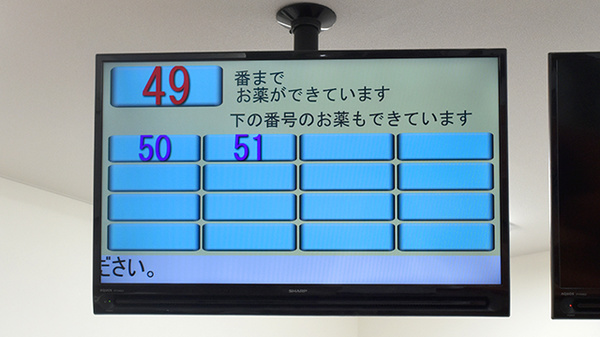 49 番まで
お薬ができています
下の番号のお薬もできています
50 51
ださい。
SHARP